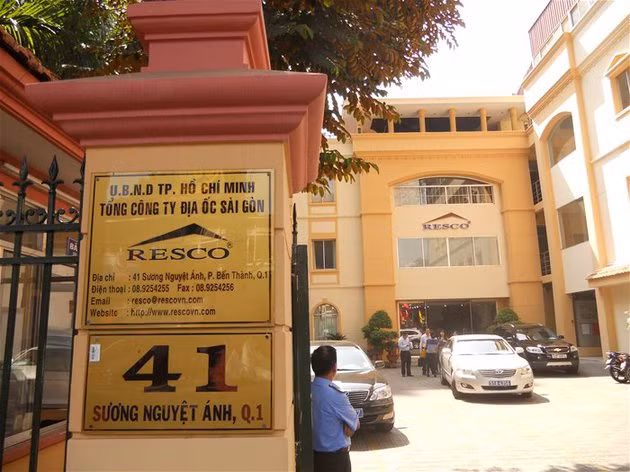 U.B.N.D TP. HỒ CHÍ MINH
TỔNG CÔNG TY ĐỊA ỐC SÀI GÒN
RESCO®
Địa chỉ : 41 Sương Nguyệt Ánh, P. Bến Thành, Q.1
Điện thoại : 08.9254255 Fax : 08.9254256
Email : resco@rescovn.com
Website : http://www.rescovn.com
41
SƯƠNG NGUYỆT ÁNH, Q.1
RESCO